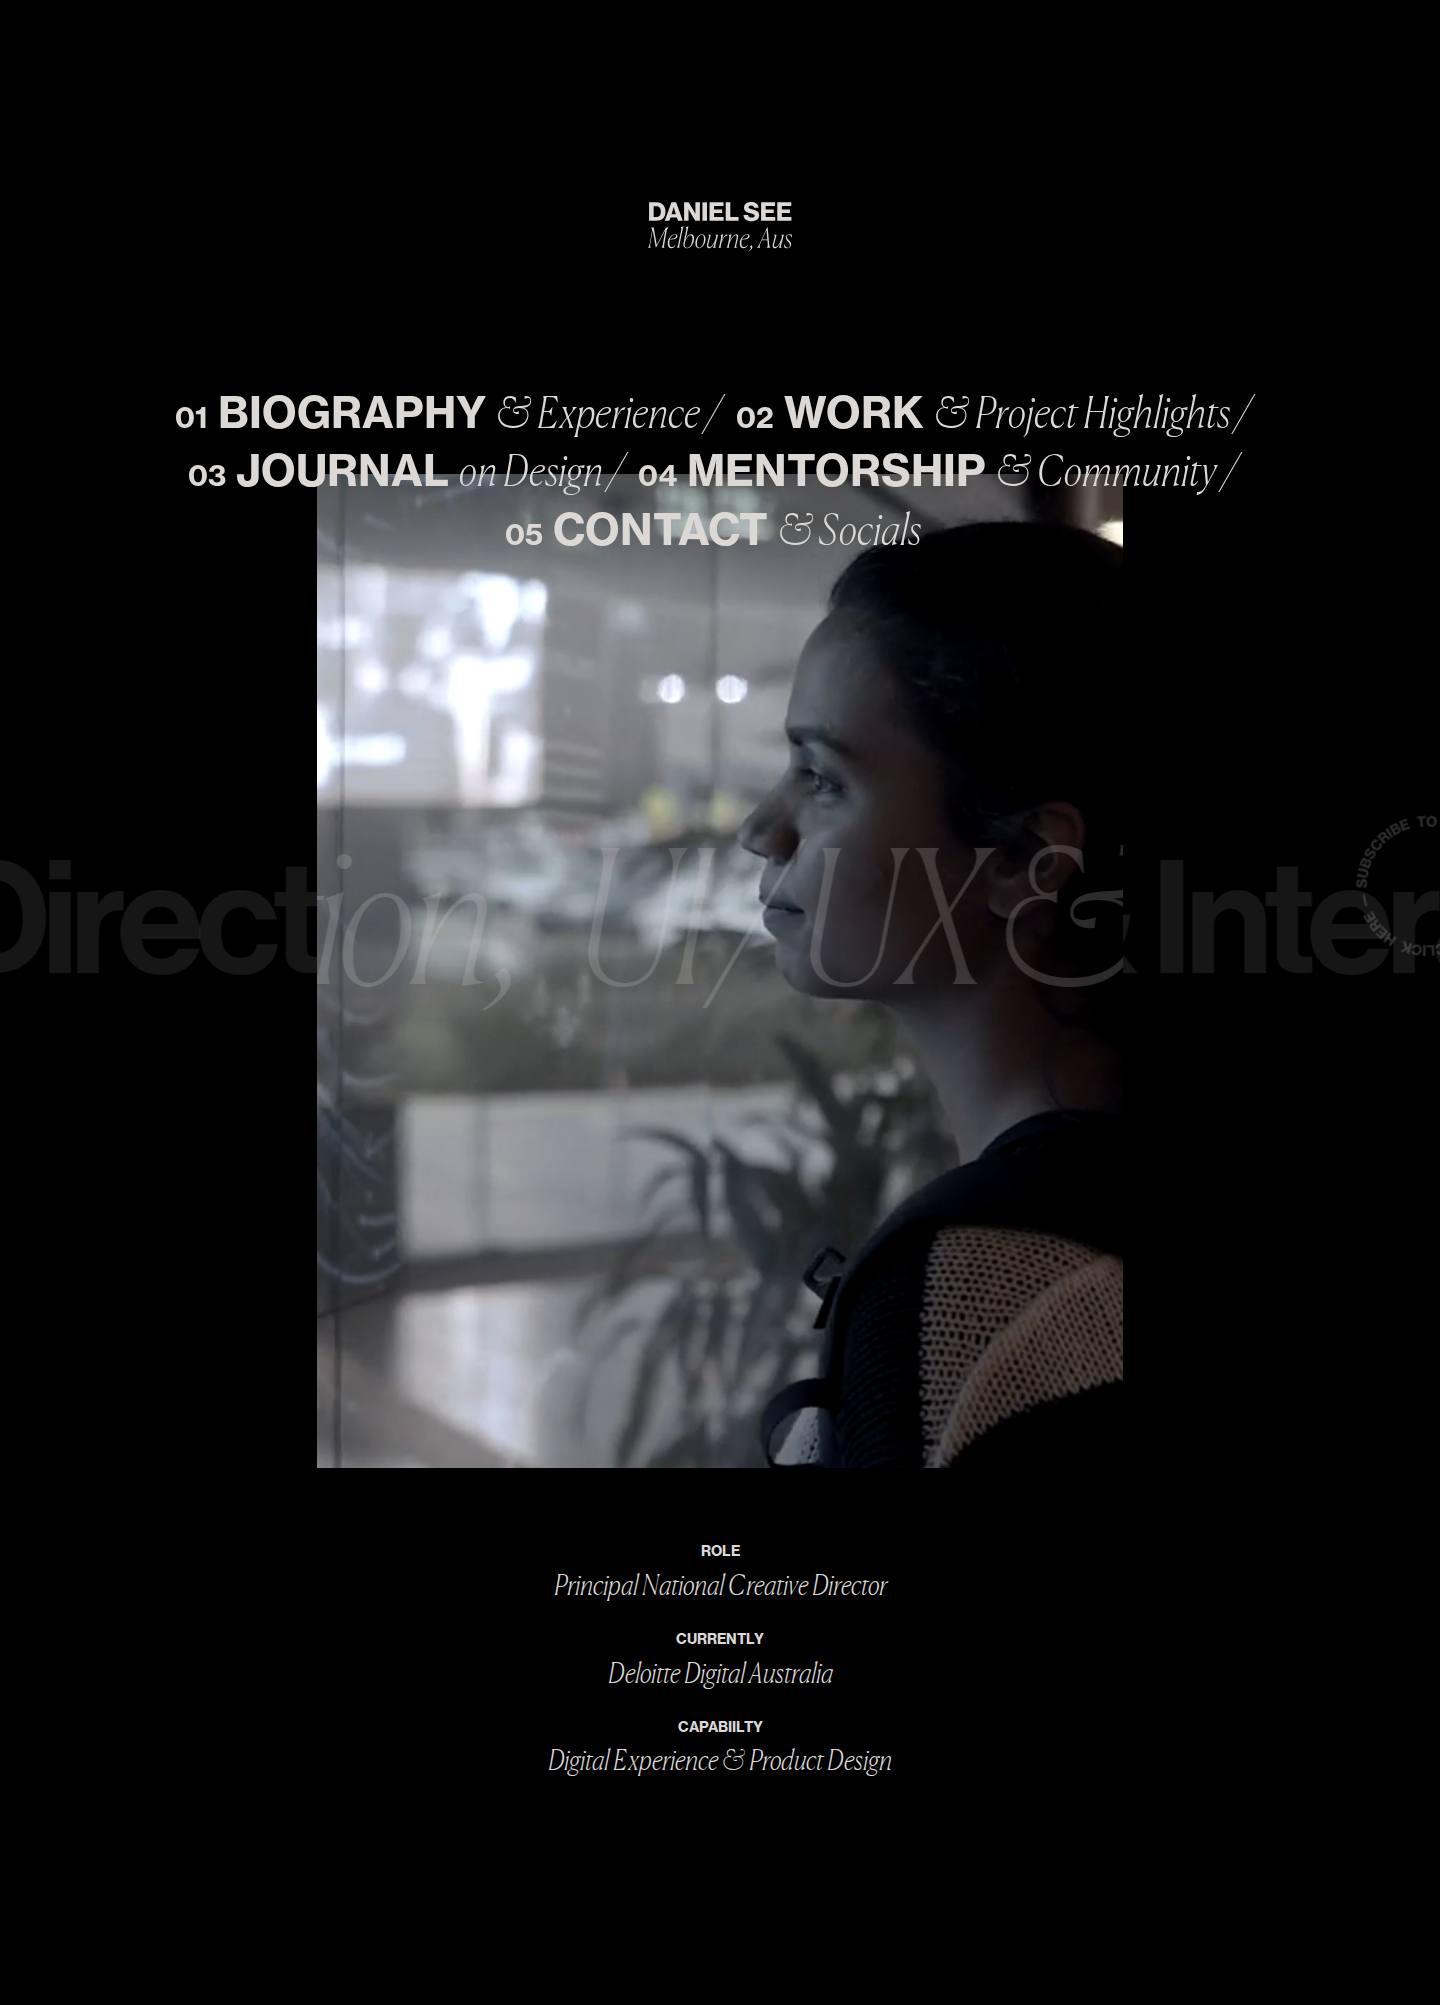 DANIEL SEE
Melbourne, Aus
01 BIOGRAPHY & Experience / 02 WORK & Project Highlights /
03 JOURNAL on Design / 04 MENTORSHIP & Community /
05 CONTACT & Socials
Direction, UI/UX & Inter
SUBSCRIBE TO
CLICK HERE —
ROLE
Principal National Creative Director
CURRENTLY
Deloitte Digital Australia
CAPABIILTY
Digital Experience & Product Design